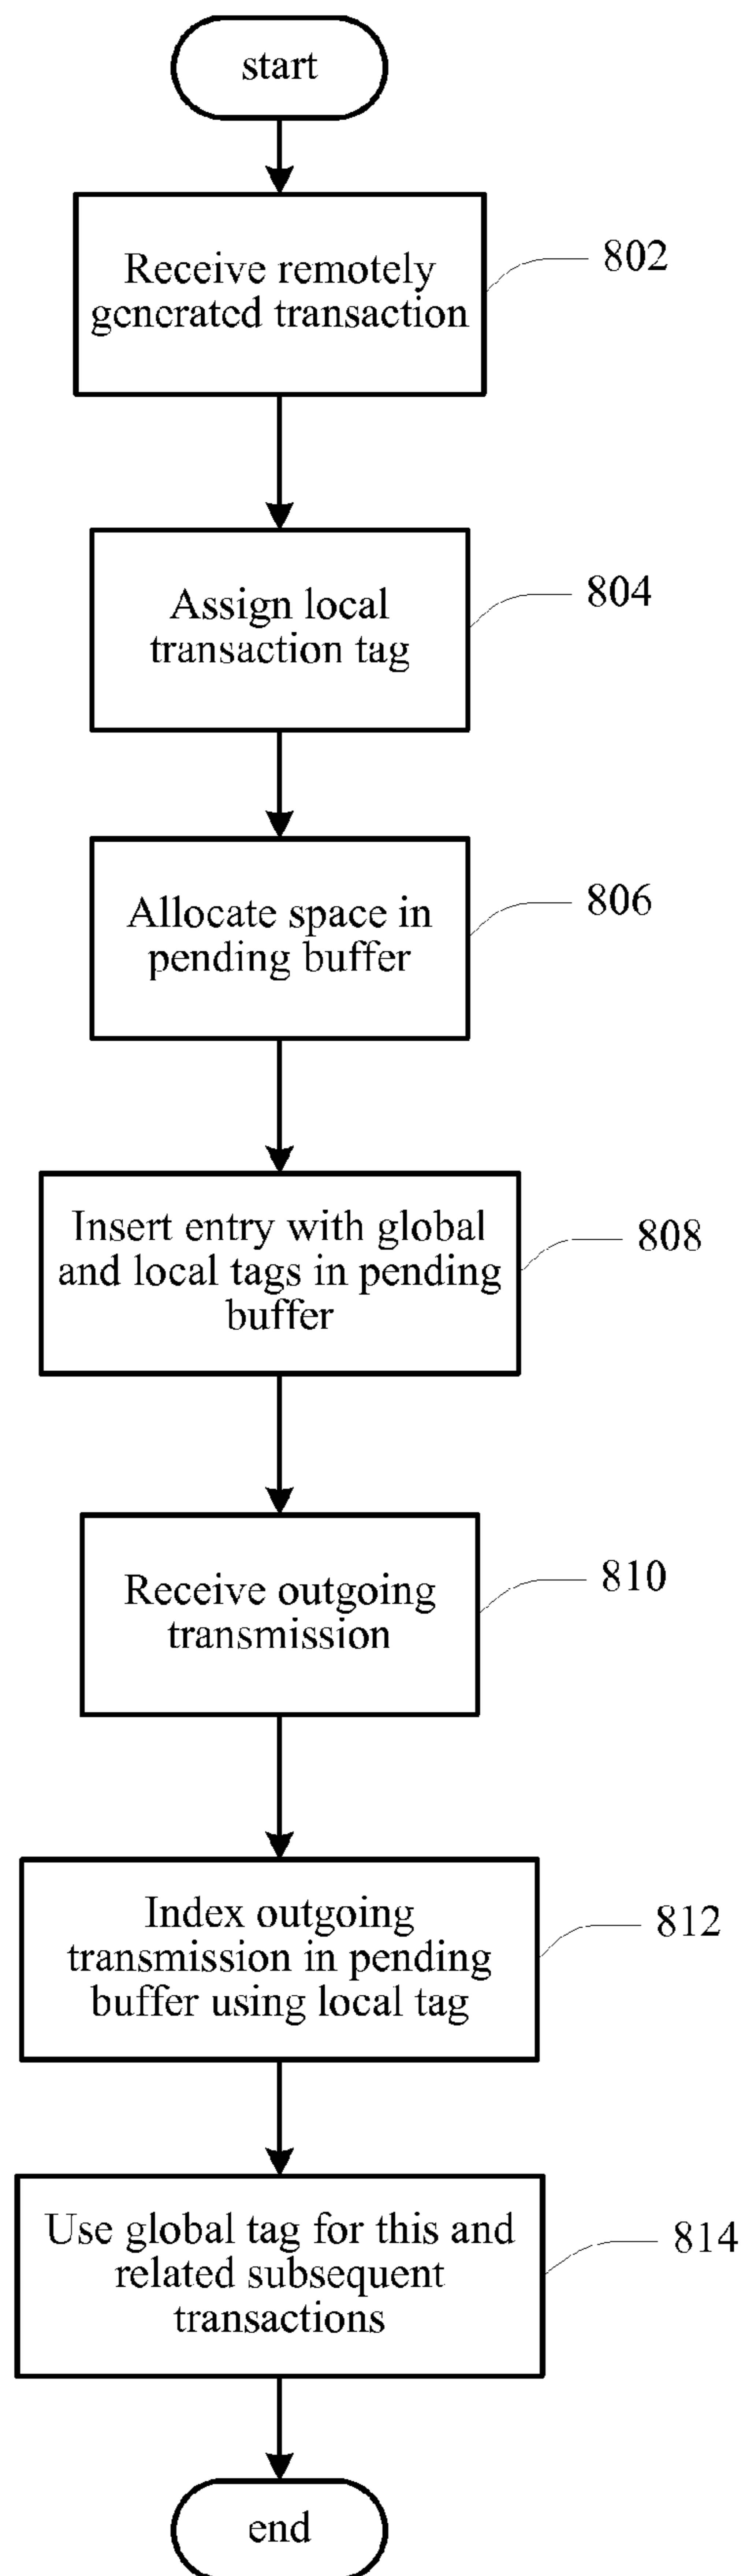 start
Receive remotely
generated transaction
802
Assign local
transaction tag
804
Allocate space in
pending buffer
806
Insert entry with global
and local tags in pending
buffer
808
Receive outgoing
transmission
810
Index outgoing
transmission in pending
buffer using local tag
812
Use global tag for this and
related subsequent
transactions
814
end